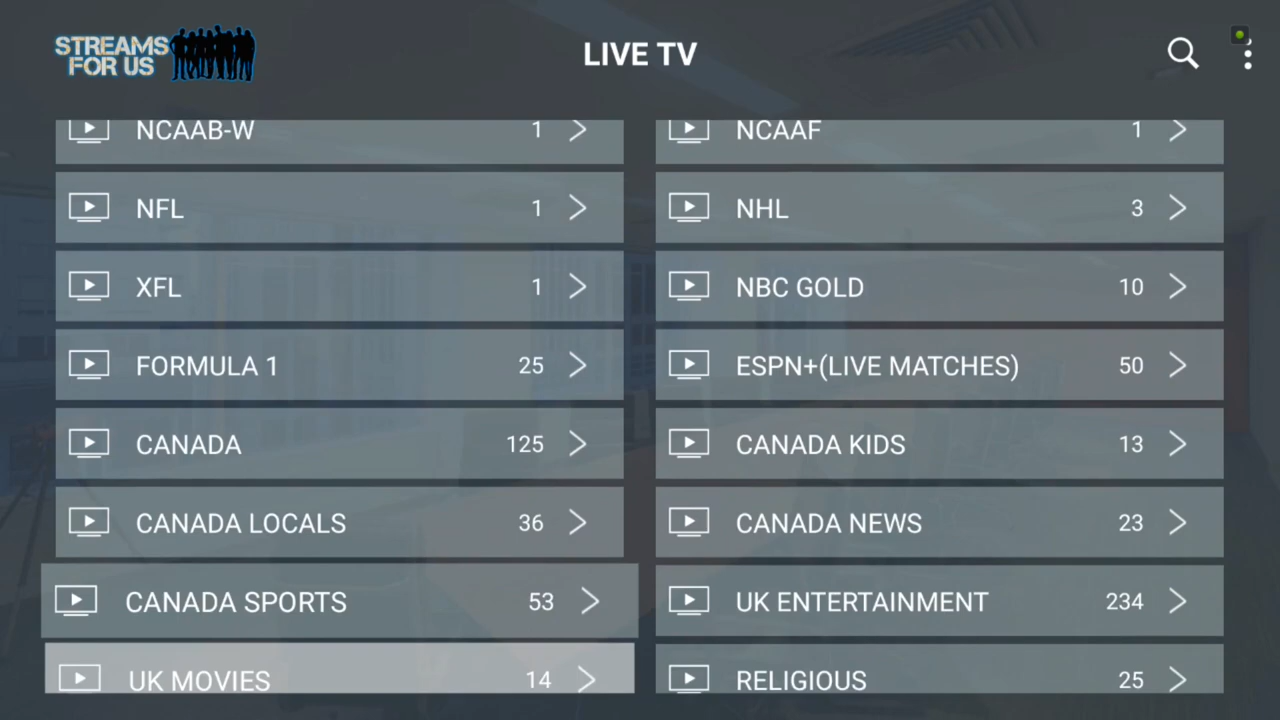 STREAMS
FOR US
LIVE TV
NCAAB-W 1
NCAAF 1
NFL 1
NHL 3
XFL 1
NBC GOLD 10
FORMULA 1 25
ESPN+(LIVE MATCHES) 50
CANADA 125
CANADA KIDS 13
CANADA LOCALS 36
CANADA NEWS 23
CANADA SPORTS 53
UK ENTERTAINMENT 234
UK MOVIES 14
RELIGIOUS 25